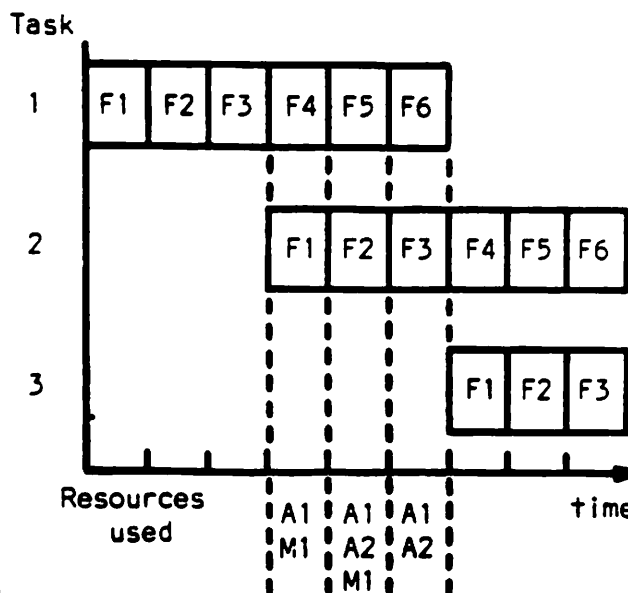 Task
1 F1 F2 F3 F4 F5 F6
2 F1 F2 F3 F4 F5 F6
3 F1 F2 F3
Resources used
time
A1 A1 A1
M1 A2 A2
M1